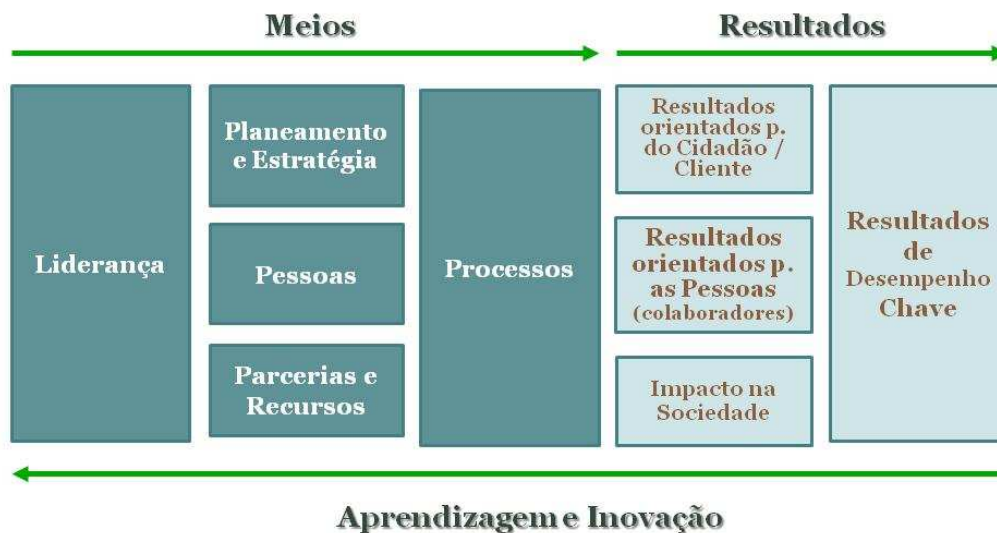 Meios
Resultados
Liderança
Planeamento
e Estratégia
Pessoas
Parcerias e
Recursos
Processos
Resultados
orientados p.
do Cidadão /
Cliente
Resultados
orientados p.
as Pessoas
(colaboradores)
Impacto na
Sociedade
Resultados
de
Desempenho
Chave
Aprendizagem e Inovação